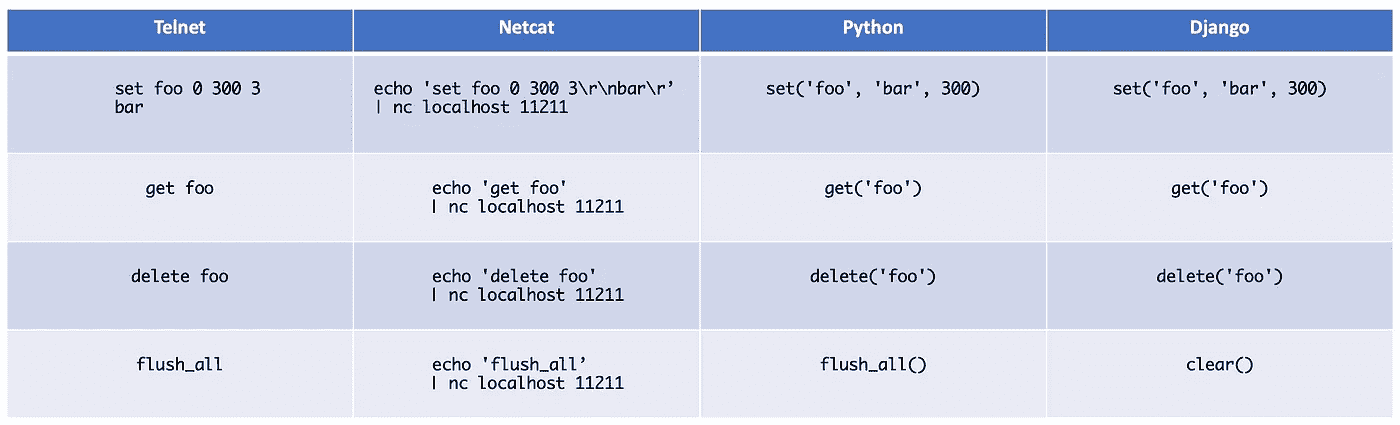 Telnet Netcat Python Django
set foo 0 300 3 echo 'set foo 0 300 3\r\nbar\r’ set('foo', 'bar', 300) set('foo', 'bar', 300)
bar | nc localhost 11211
get foo echo 'get foo' get('foo') get('foo')
| nc localhost 11211
delete foo echo 'delete foo' delete('foo') delete('foo')
| nc localhost 11211
flush_all echo 'flush_all’ flush_all() clear()
| nc localhost 11211